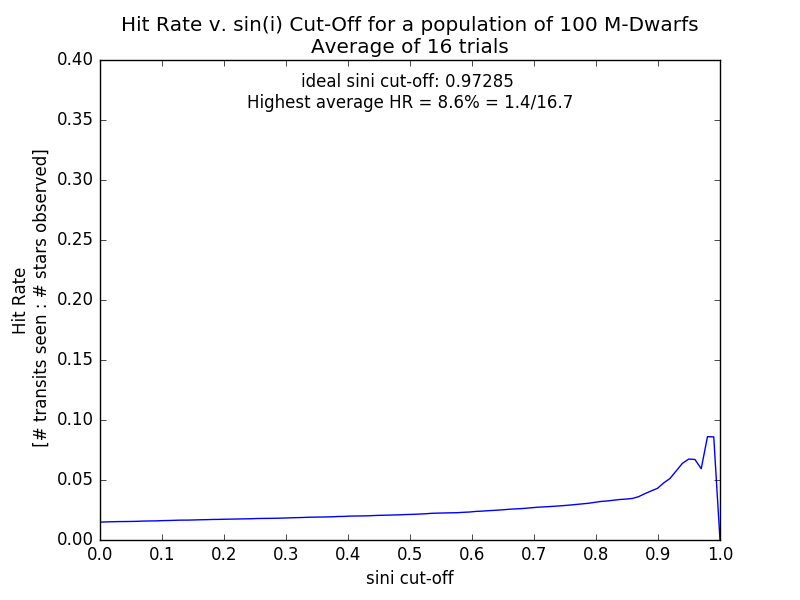 Hit Rate v. sin(i) Cut-Off for a population of 100 M-Dwarfs
Average of 16 trials
ideal sini cut-off: 0.97285
Highest average HR = 8.6% = 1.4/16.7
0.40
0.35
0.30
0.25
0.20
0.15
0.10
0.05
0.00
Hit Rate
[# transits seen : # stars observed]
0.0 0.1 0.2 0.3 0.4 0.5 0.6 0.7 0.8 0.9 1.0
sini cut-off